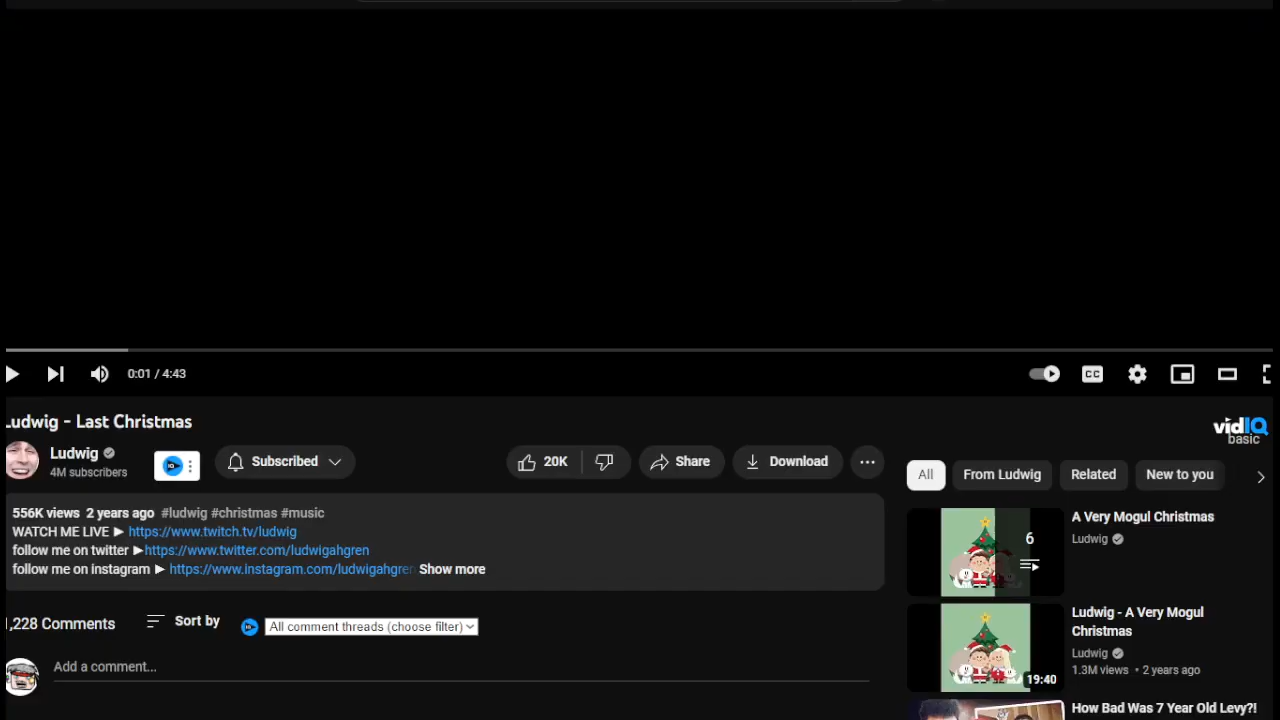 0:01 / 4:43
CC
Ludwig - Last Christmas
vidIQ
basic
Ludwig
4M subscribers
IQ
Subscribed
20K
Share
Download
All
From Ludwig
Related
New to you
556K views 2 years ago #ludwig #christmas #music
WATCH ME LIVE ► https://www.twitch.tv/ludwig
follow me on twitter ►https://www.twitter.com/ludwigahgren
follow me on instagram ► https://www.instagram.com/ludwigahgren Show more
,228 Comments
Sort by
IQ
All comment threads (choose filter)
Add a comment...
6
A Very Mogul Christmas
Ludwig
19:40
Ludwig - A Very Mogul
Christmas
Ludwig
1.3M views • 2 years ago
How Bad Was 7 Year Old Levy?!